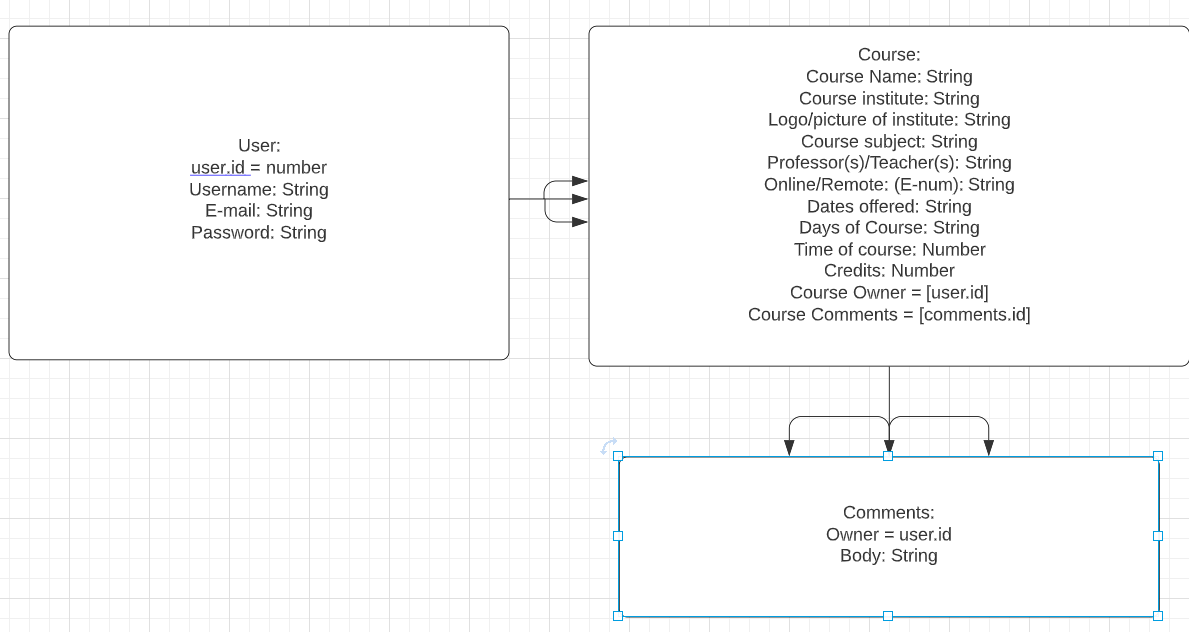 User:
user.id = number
Username: String
E-mail: String
Password: String
Course:
Course Name: String
Course institute: String
Logo/picture of institute: String
Course subject: String
Professor(s)/Teacher(s): String
Online/Remote: (E-num): String
Dates offered: String
Days of Course: String
Time of course: Number
Credits: Number
Course Owner = [user.id]
Course Comments = [comments.id]
Comments:
Owner = user.id
Body: String